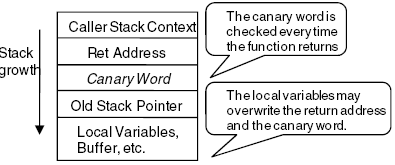 Stack
growth
Caller Stack Context
Ret Address
Canary Word
Old Stack Pointer
Local Variables,
Buffer, etc.
The canary word is
checked every time
the function returns
The local variables may
overwrite the return address
and the canary word.